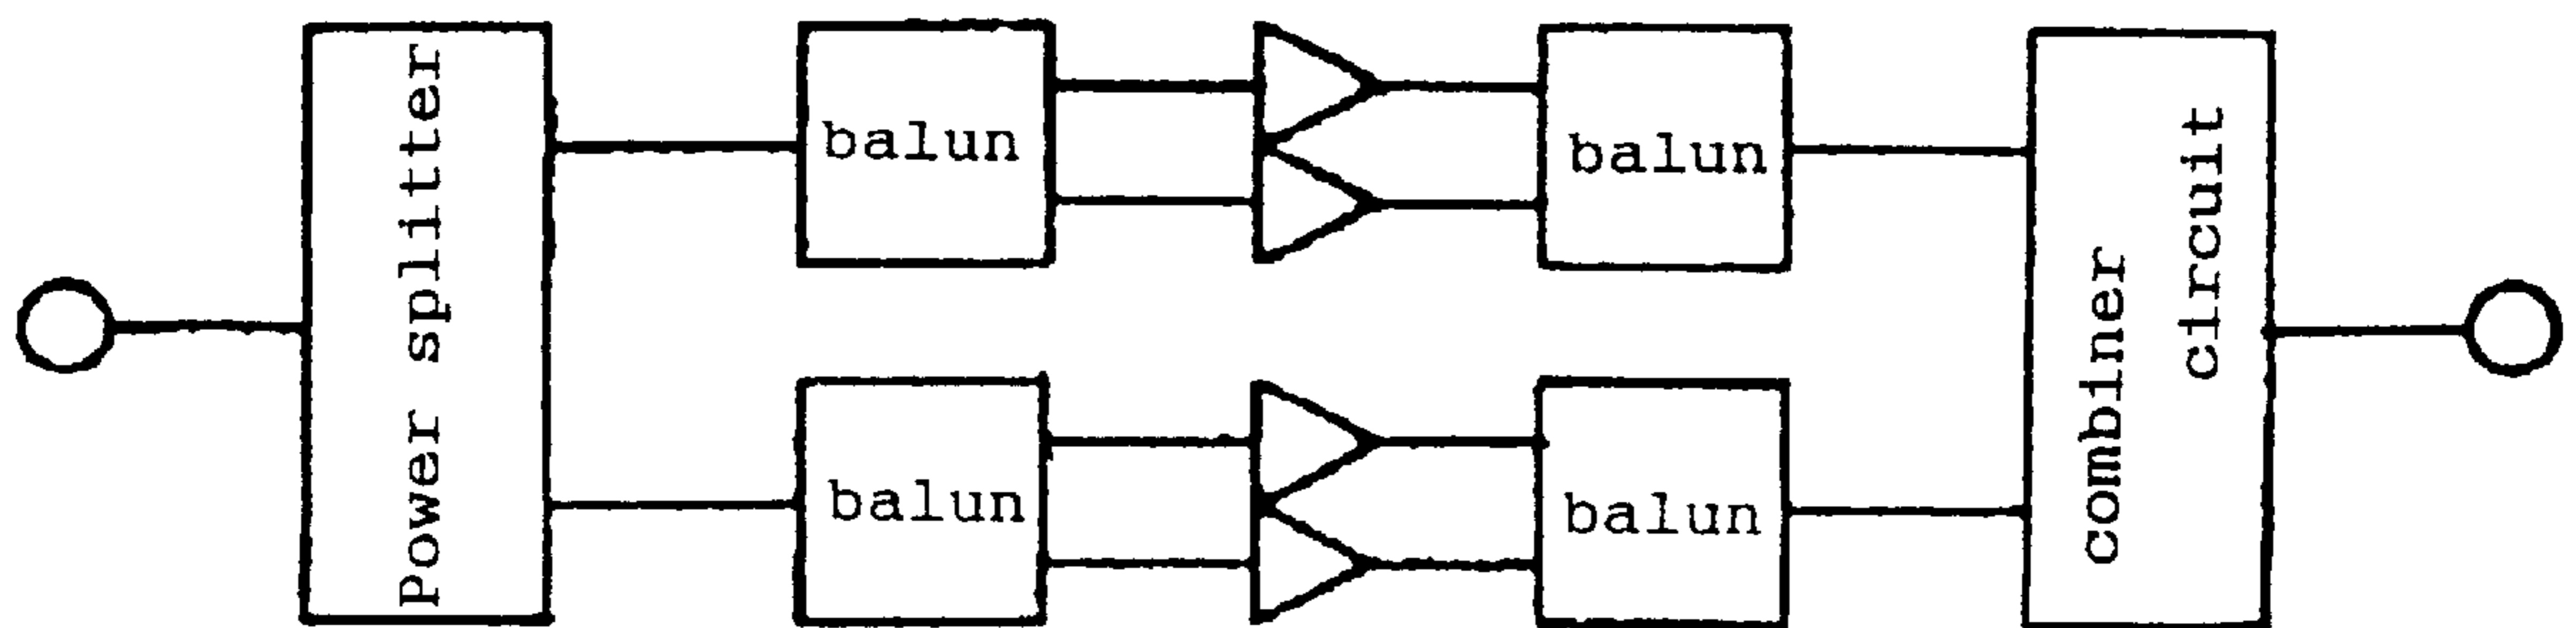 Power splitter
balun
balun
balun
balun
combiner
circuit